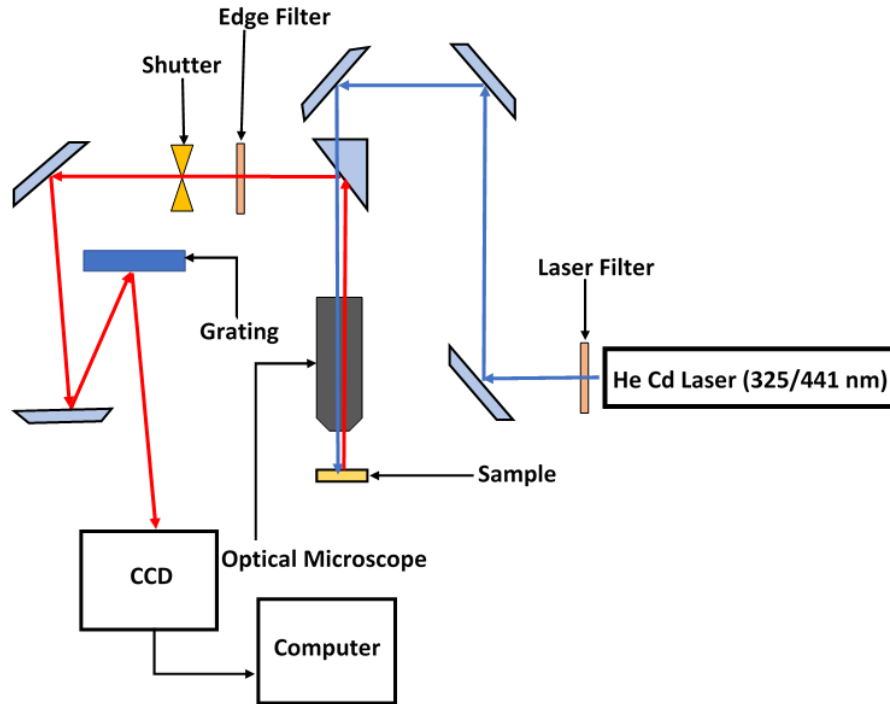 Edge Filter
Shutter
Laser Filter
Grating
He Cd Laser (325/441 nm)
Sample
Optical Microscope
CCD
Computer